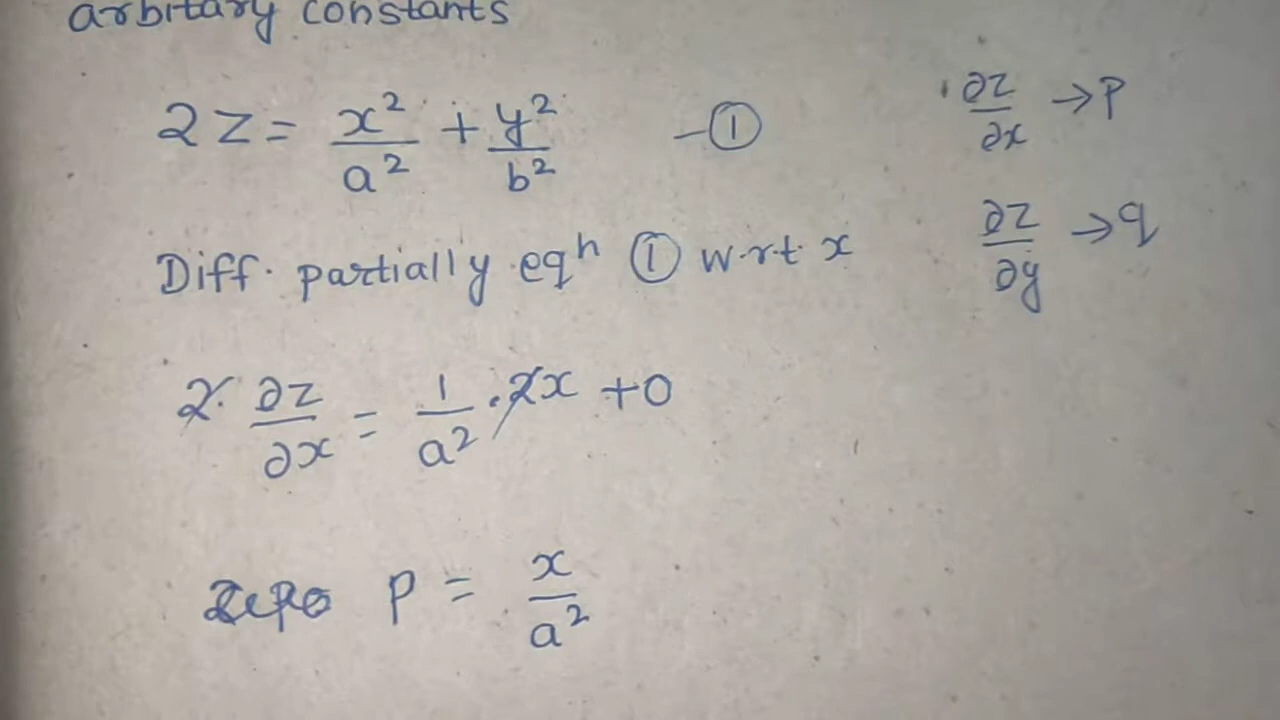 arbitary constants
2z = x²/a² + y²/b² -①
∂z/∂x → p
∂z/∂y → q
Diff. partially eqn ① w.r.t. x
2. ∂z/∂x = 1/a² . 2x + 0
p = x/a²